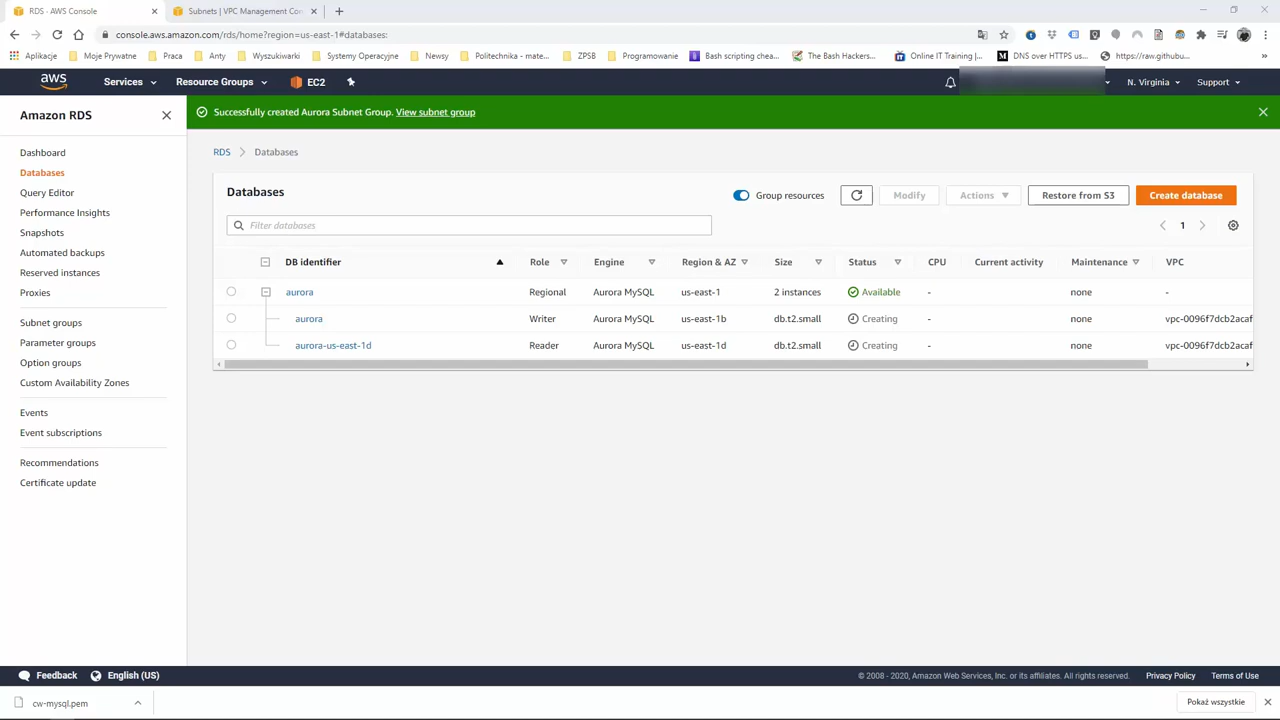 RDS - AWS Console
Subnets | VPC Management Con
console.aws.amazon.com/rds/home?region=us-east-1#databases:
Aplikacje Moje Prywatne Praca Anty Wyszukiwarki Systemy Operacyjne Newsy Politechnika - mate... ZPSB Programowanie Bash scripting chea... The Bash Hackers... Online IT Training |... DNS over HTTPS us... https://raw.githubu... »
aws Services Resource Groups EC2 N. Virginia Support
Amazon RDS
Successfully created Aurora Subnet Group. View subnet group
Dashboard
Databases
Query Editor
Performance Insights
Snapshots
Automated backups
Reserved instances
Proxies
Subnet groups
Parameter groups
Option groups
Custom Availability Zones
Events
Event subscriptions
Recommendations
Certificate update
RDS > Databases
Databases Group resources Modify Actions Restore from S3 Create database
Filter databases 1
DB identifier Role Engine Region & AZ Size Status CPU Current activity Maintenance VPC
aurora Regional Aurora MySQL us-east-1 2 instances Available - none -
aurora Writer Aurora MySQL us-east-1b db.t2.small Creating - none vpc-0096f7dcb2acaf
aurora-us-east-1d Reader Aurora MySQL us-east-1d db.t2.small Creating - none vpc-0096f7dcb2acaf
Feedback English (US) © 2008 - 2020, Amazon Web Services, Inc. or its affiliates. All rights reserved. Privacy Policy Terms of Use
cw-mysql.pem Pokaż wszystkie